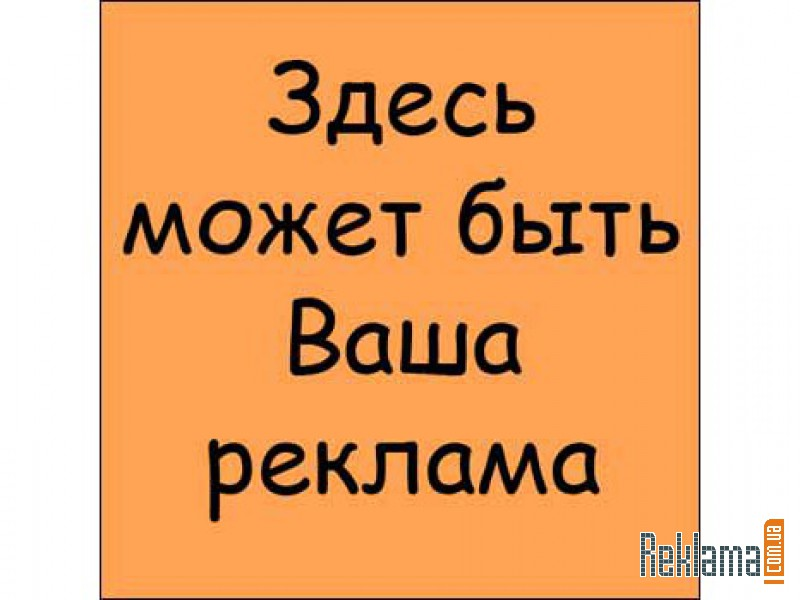 Здесь
может быть
Ваша
реклама
Reklama.com.ua